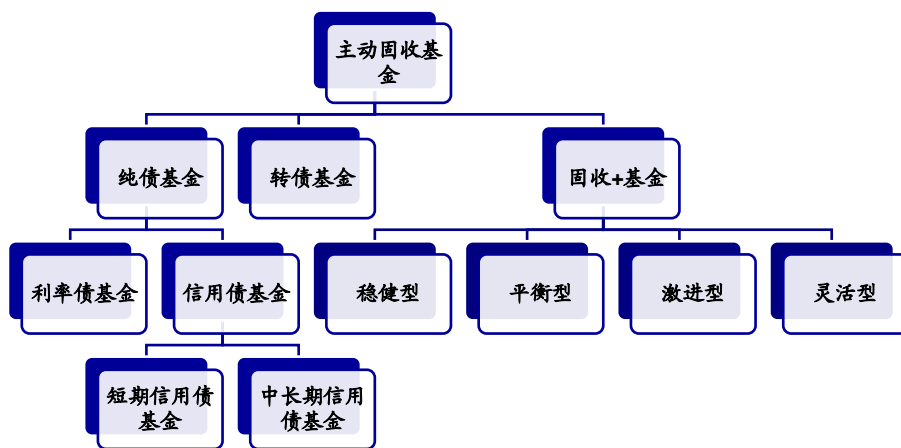 主动固收基
金
纯债基金
转债基金
固收+基金
利率债基金
信用债基金
稳健型
平衡型
激进型
灵活型
短期信用债
基金
中长期信用
债基金